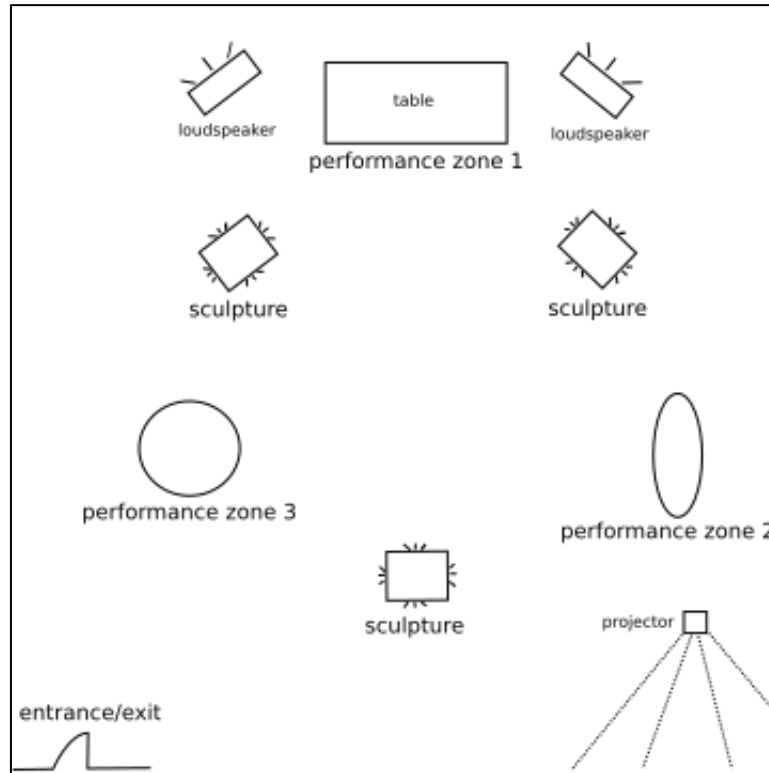 table
loudspeaker
loudspeaker
performance zone 1
sculpture
sculpture
performance zone 3
performance zone 2
sculpture
projector
entrance/exit